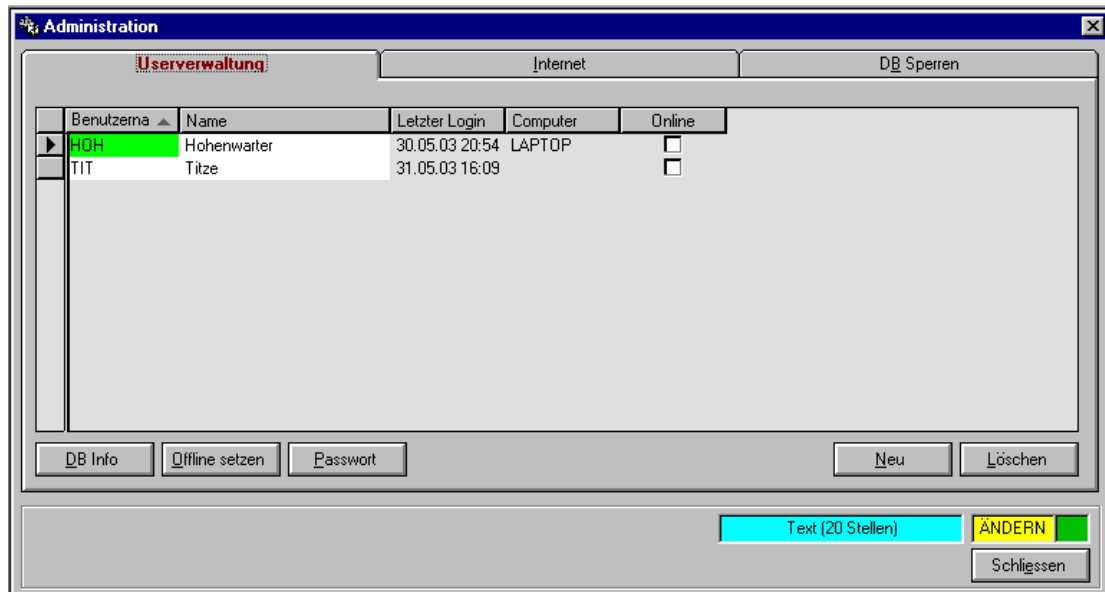 Administration
Userverwaltung Internet DB Sperren
Benutzerna Name Letzter Login Computer Online
HOH Hohenwarter 30.05.03 20:54 LAPTOP
TIT Titze 31.05.03 16:09
DB Info Offline setzen Passwort Neu Löschen
Text (20 Stellen) ÄNDERN
Schliessen